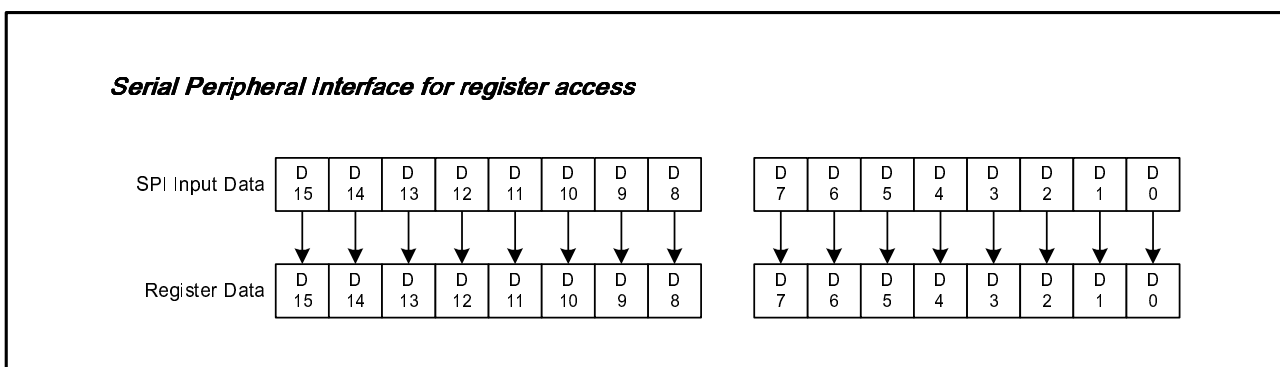 Serial Peripheral Interface for register access
SPI Input Data D 15 D 14 D 13 D 12 D 11 D 10 D 9 D 8 D 7 D 6 D 5 D 4 D 3 D 2 D 1 D 0
Register Data D 15 D 14 D 13 D 12 D 11 D 10 D 9 D 8 D 7 D 6 D 5 D 4 D 3 D 2 D 1 D 0